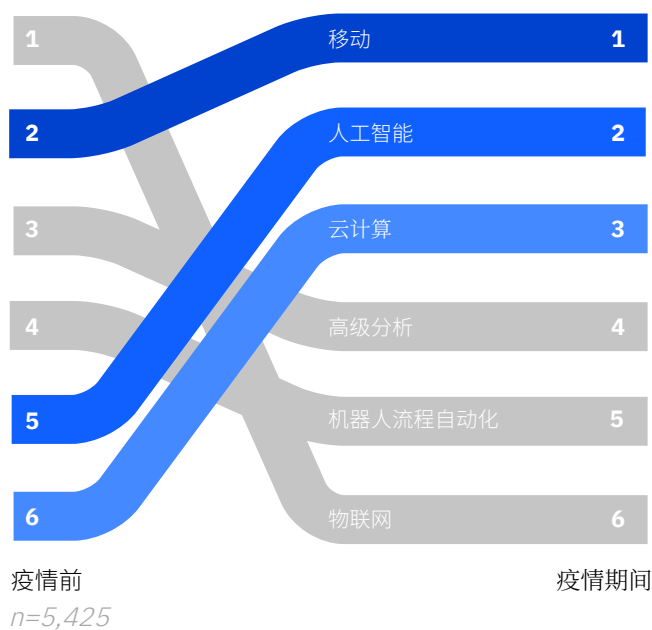 1 移动 1
2 人工智能 2
3 云计算 3
4 高级分析 4
5 机器人流程自动化 5
6 物联网 6
疫情前 疫情期间
n=5,425